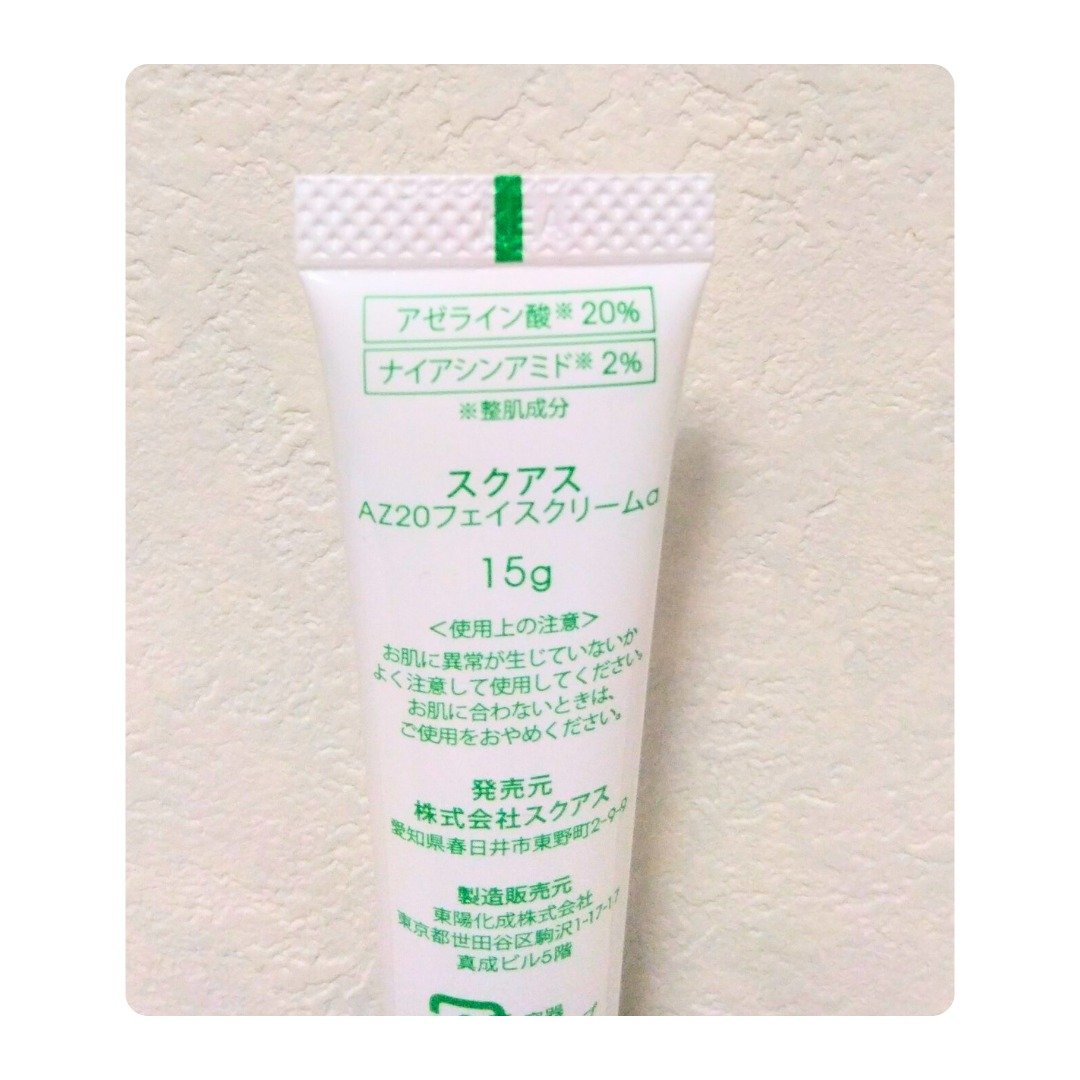 アゼライン酸※ 20%
ナイアシンアミド※ 2%
※整肌成分
スクアス
AZ20フェイスクリームα
15g
＜使用上の注意＞
お肌に異常が生じていないか
よく注意して使用してください。
お肌に合わないときは、
ご使用をおやめください。
発売元
株式会社スクアス
愛知県春日井市東野町2-9-9
製造販売元
東陽化成株式会社
東京都世田谷区駒沢1-17-17
真成ビル5階
容器